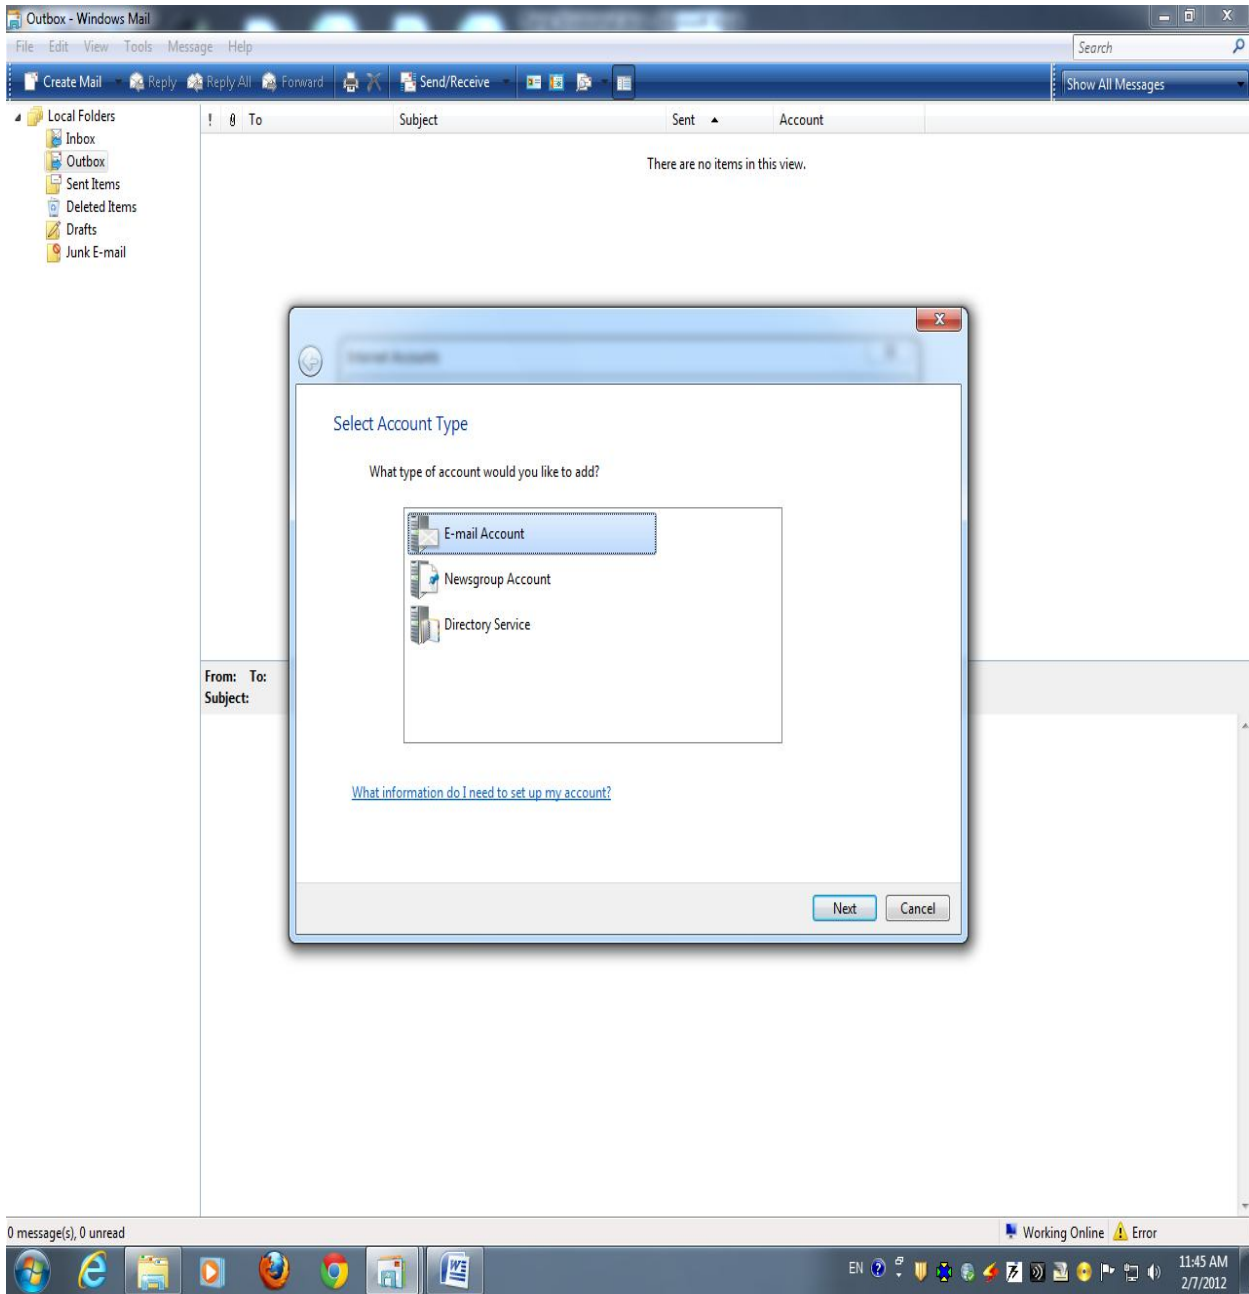 Outbox - Windows Mail
File Edit View Tools Message Help
Search
Create Mail Reply Reply All Forward Send/Receive
Show All Messages
Local Folders
Inbox
Outbox
Sent Items
Deleted Items
Drafts
Junk E-mail
! To Subject Sent Account
There are no items in this view.
Internet Accounts
Select Account Type
What type of account would you like to add?
E-mail Account
Newsgroup Account
Directory Service
What information do I need to set up my account?
Next Cancel
From: To:
Subject:
0 message(s), 0 unread
Working Online Error
EN
11:45 AM
2/7/2012